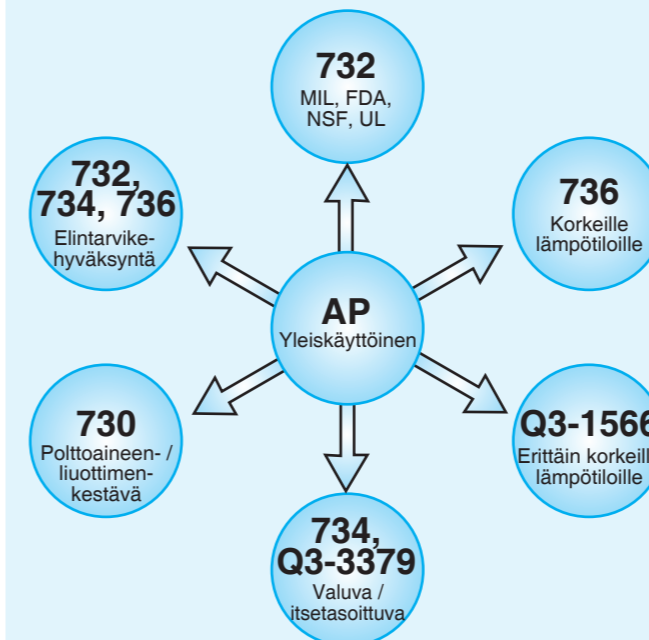 732
MIL, FDA,
NSF, UL
732,
734, 736
Elintarvike-
hyväksyntä
736
Korkeille
lämpötiloille
AP
Yleiskäyttöinen
730
Polttoaineen- /
liuottimen-
kestävä
Q3-1566
Erittäin korkeille
lämpötiloille
734,
Q3-3379
Valuva /
itsetasoittuva